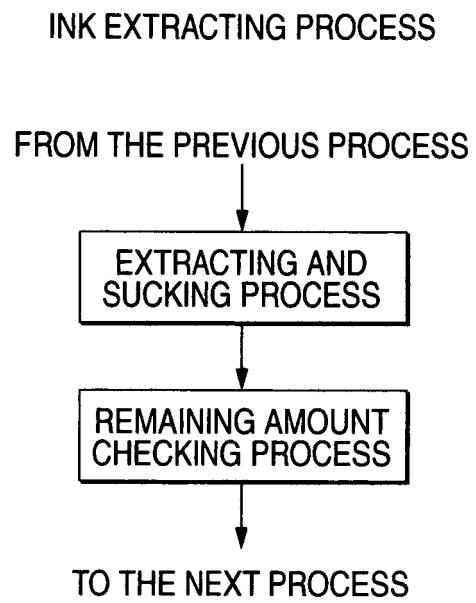 INK EXTRACTING PROCESS
FROM THE PREVIOUS PROCESS
EXTRACTING AND
SUCKING PROCESS
REMAINING AMOUNT
CHECKING PROCESS
TO THE NEXT PROCESS